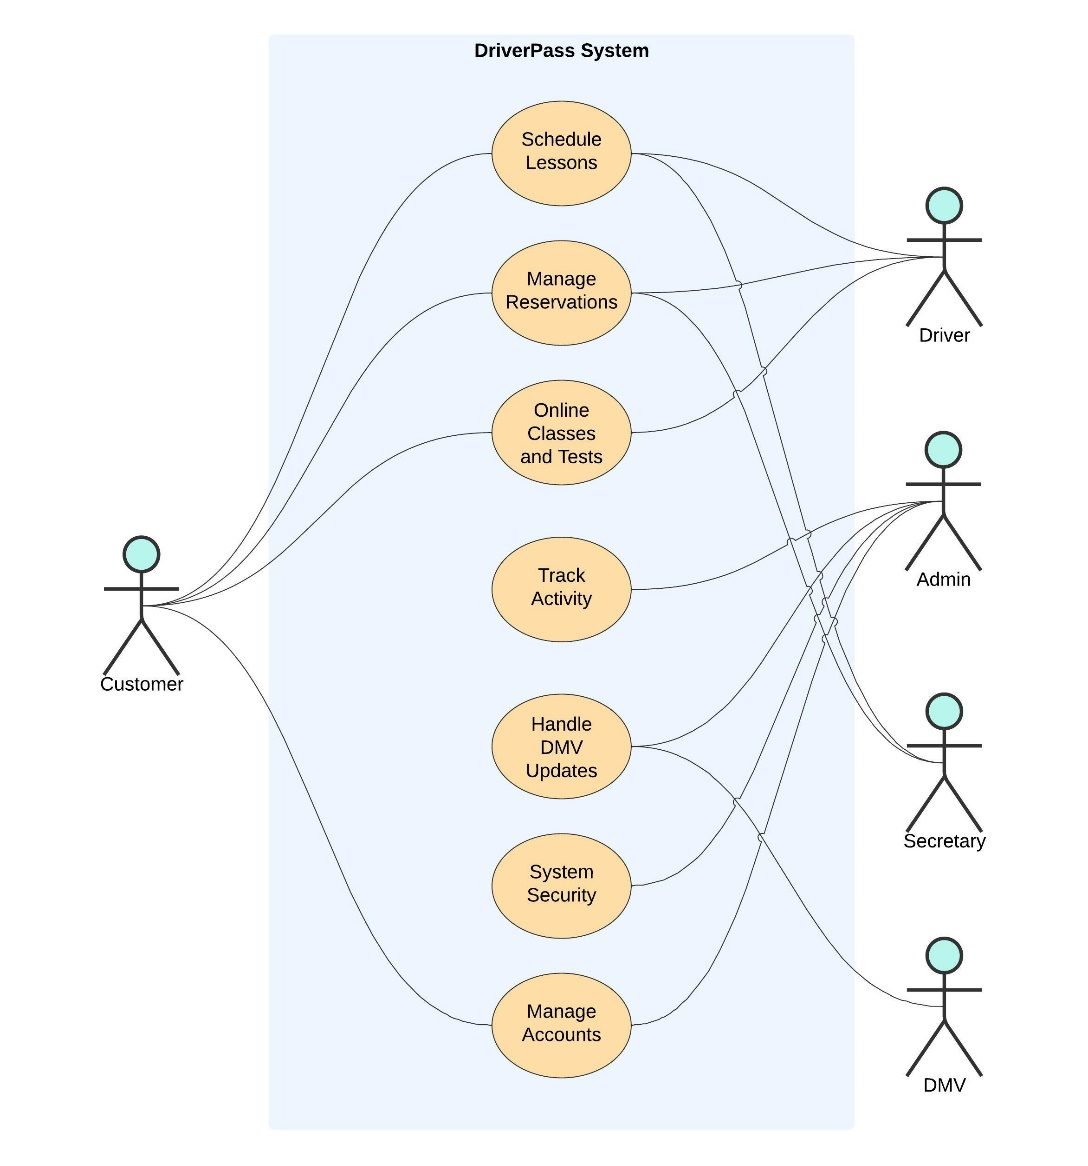 DriverPass System
Schedule
Lessons
Manage
Reservations
Online
Classes
and Tests
Track
Activity
Handle
DMV
Updates
System
Security
Manage
Accounts
Customer
Driver
Admin
Secretary
DMV